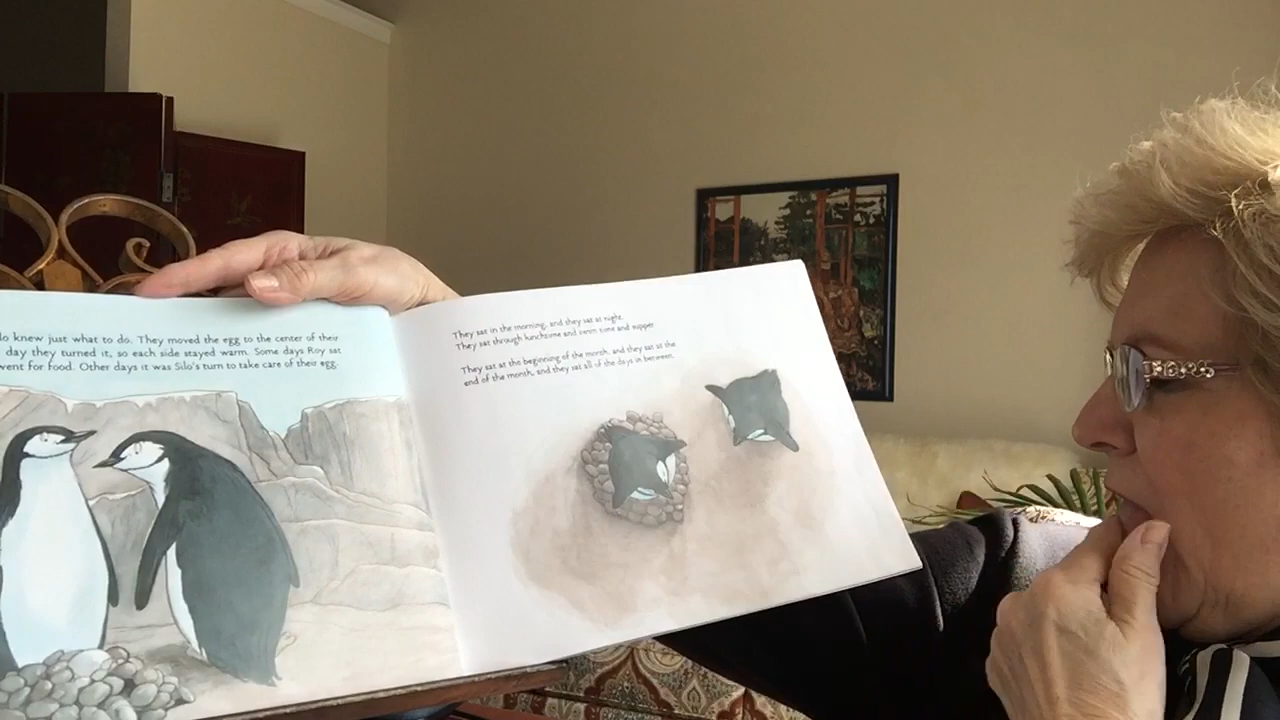 lo knew just what to do. They moved the egg to the center of their
day they turned it, so each side stayed warm. Some days Roy sat
went for food. Other days it was Silo's turn to take care of their egg.
They sat in the morning, and they sat at night.
They sat through lunchtime and swim time and supper
They sat at the beginning of the month, and they sat at the
end of the month, and they sat all of the days in between.